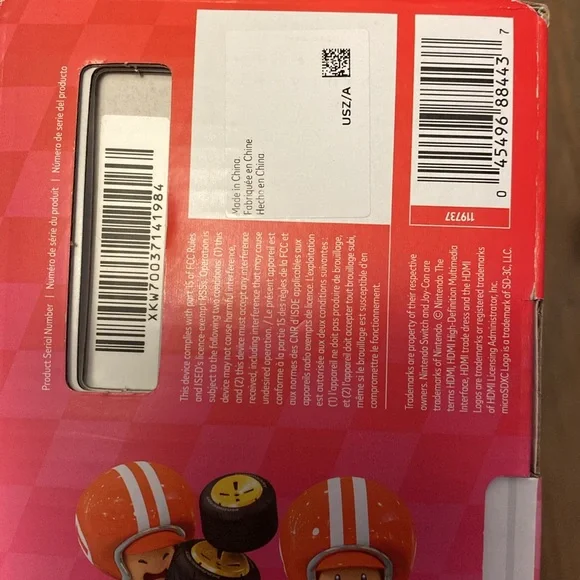 Product Serial Number | Numéro de série du produit | Número de serie del producto
XKW70037141984
USZ/A
Made in China
Fabriquée en Chine
Hecho en China
0 45496 88443 7
119737
This device complies with part 15 of FCC Rules
and ISED's licence-exempt RSSs. Operation is
subject to the following two conditions: (1) this
device may not cause harmful interference,
and (2) this device must accept any interference
received, including interference that may cause
undesired operation. / Le présent appareil est
conforme à la partie 15 des règles de la FCC et
aux normes des CNR d'ISDE applicables aux
appareils radio exempts de licence. L'exploitation
est autorisée aux deux conditions suivantes :
(1) l'appareil ne doit pas produire de brouillage,
et (2) l'appareil doit accepter tout brouillage subi,
même si le brouillage est susceptible d'en
compromettre le fonctionnement.
Trademarks are property of their respective
owners. Nintendo Switch and Joy-Con are
trademarks of Nintendo. © Nintendo. The
terms HDMI, HDMI High-Definition Multimedia
Interface, HDMI trade dress and the HDMI
Logos are trademarks or registered trademarks
of HDMI Licensing Administrator, Inc.
microSDXC Logo is a trademark of SD-3C, LLC.